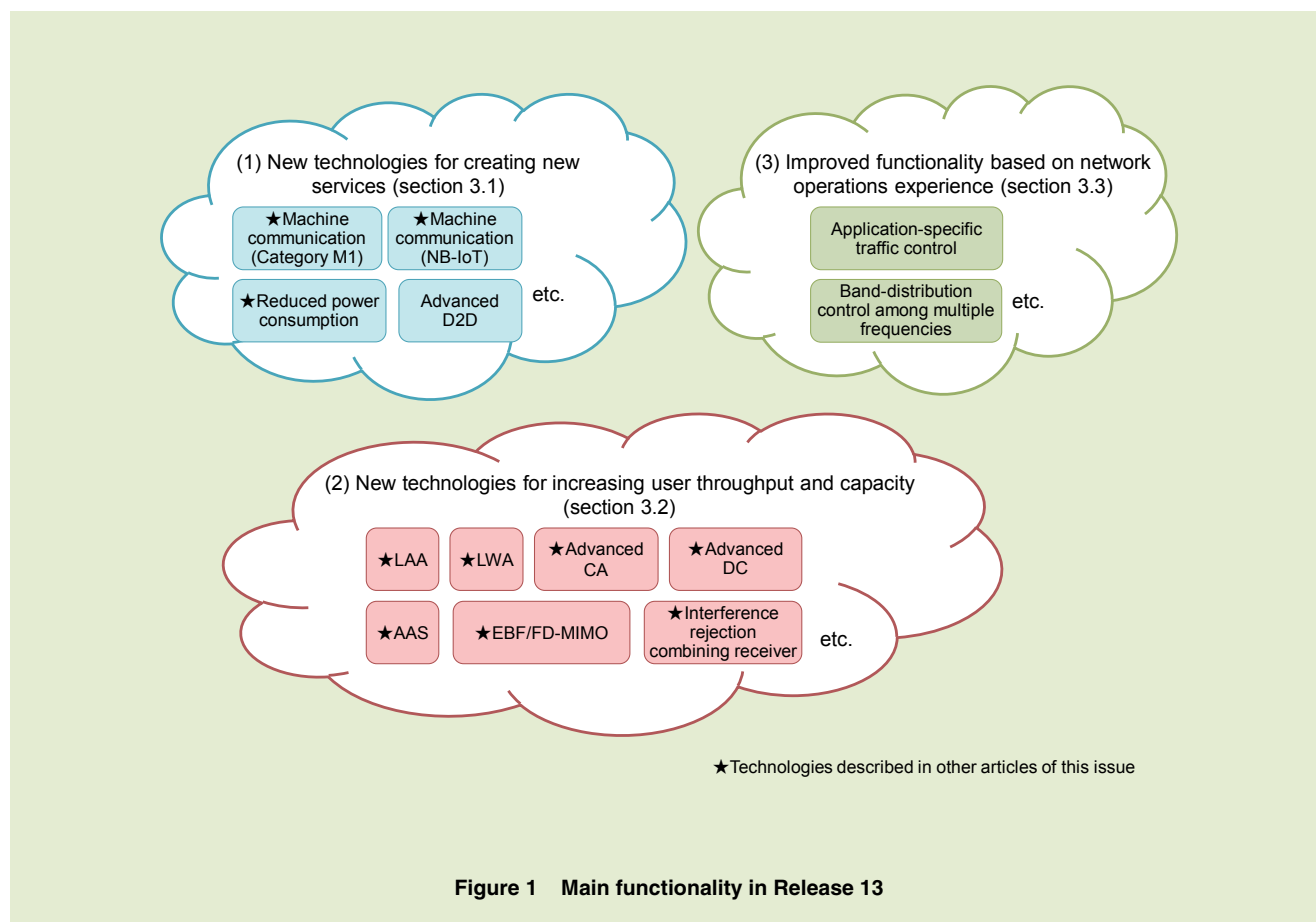 (1) New technologies for creating new
services (section 3.1)
★Machine
communication
(Category M1)
★Machine
communication
(NB-IoT)
★Reduced power
consumption
Advanced
D2D
etc.
(3) Improved functionality based on network
operations experience (section 3.3)
Application-specific
traffic control
Band-distribution
control among multiple
frequencies
etc.
(2) New technologies for increasing user throughput and capacity
(section 3.2)
★LAA
★LWA
★Advanced
CA
★Advanced
DC
★AAS
★EBF/FD-MIMO
★Interference
rejection
combining receiver
etc.
★Technologies described in other articles of this issue
Figure 1 Main functionality in Release 13